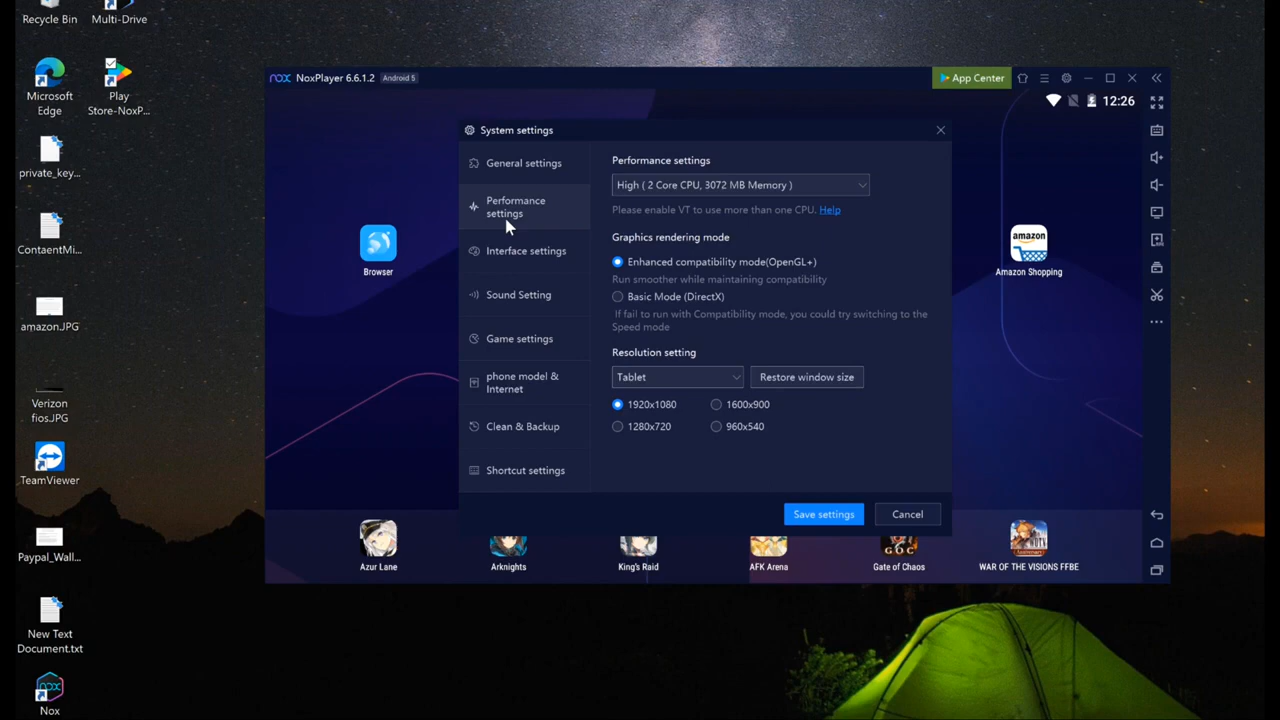 Recycle Bin
Multi-Drive
Microsoft
Edge
Play
Store-NoxP...
private_key...
ContaentMi...
amazon.JPG
Verizon
fios.JPG
TeamViewer
Paypal_Wall...
New Text
Document.txt
Nox
nox NoxPlayer 6.6.1.2 Android 5
App Center
12:26
Browser
amazon
Amazon Shopping
System settings
General settings
Performance
settings
Interface settings
Sound Setting
Game settings
phone model &
Internet
Clean & Backup
Shortcut settings
Performance settings
High ( 2 Core CPU, 3072 MB Memory )
Please enable VT to use more than one CPU. Help
Graphics rendering mode
Enhanced compatibility mode(OpenGL+)
Run smoother while maintaining compatibility
Basic Mode (DirectX)
If fail to run with Compatibility mode, you could try switching to the
Speed mode
Resolution setting
Tablet
Restore window size
1920x1080
1600x900
1280x720
960x540
Save settings
Cancel
Azur Lane
Arknights
King's Raid
AFK Arena
GOC
Gate of Chaos
WAR OF THE VISIONS FFBE